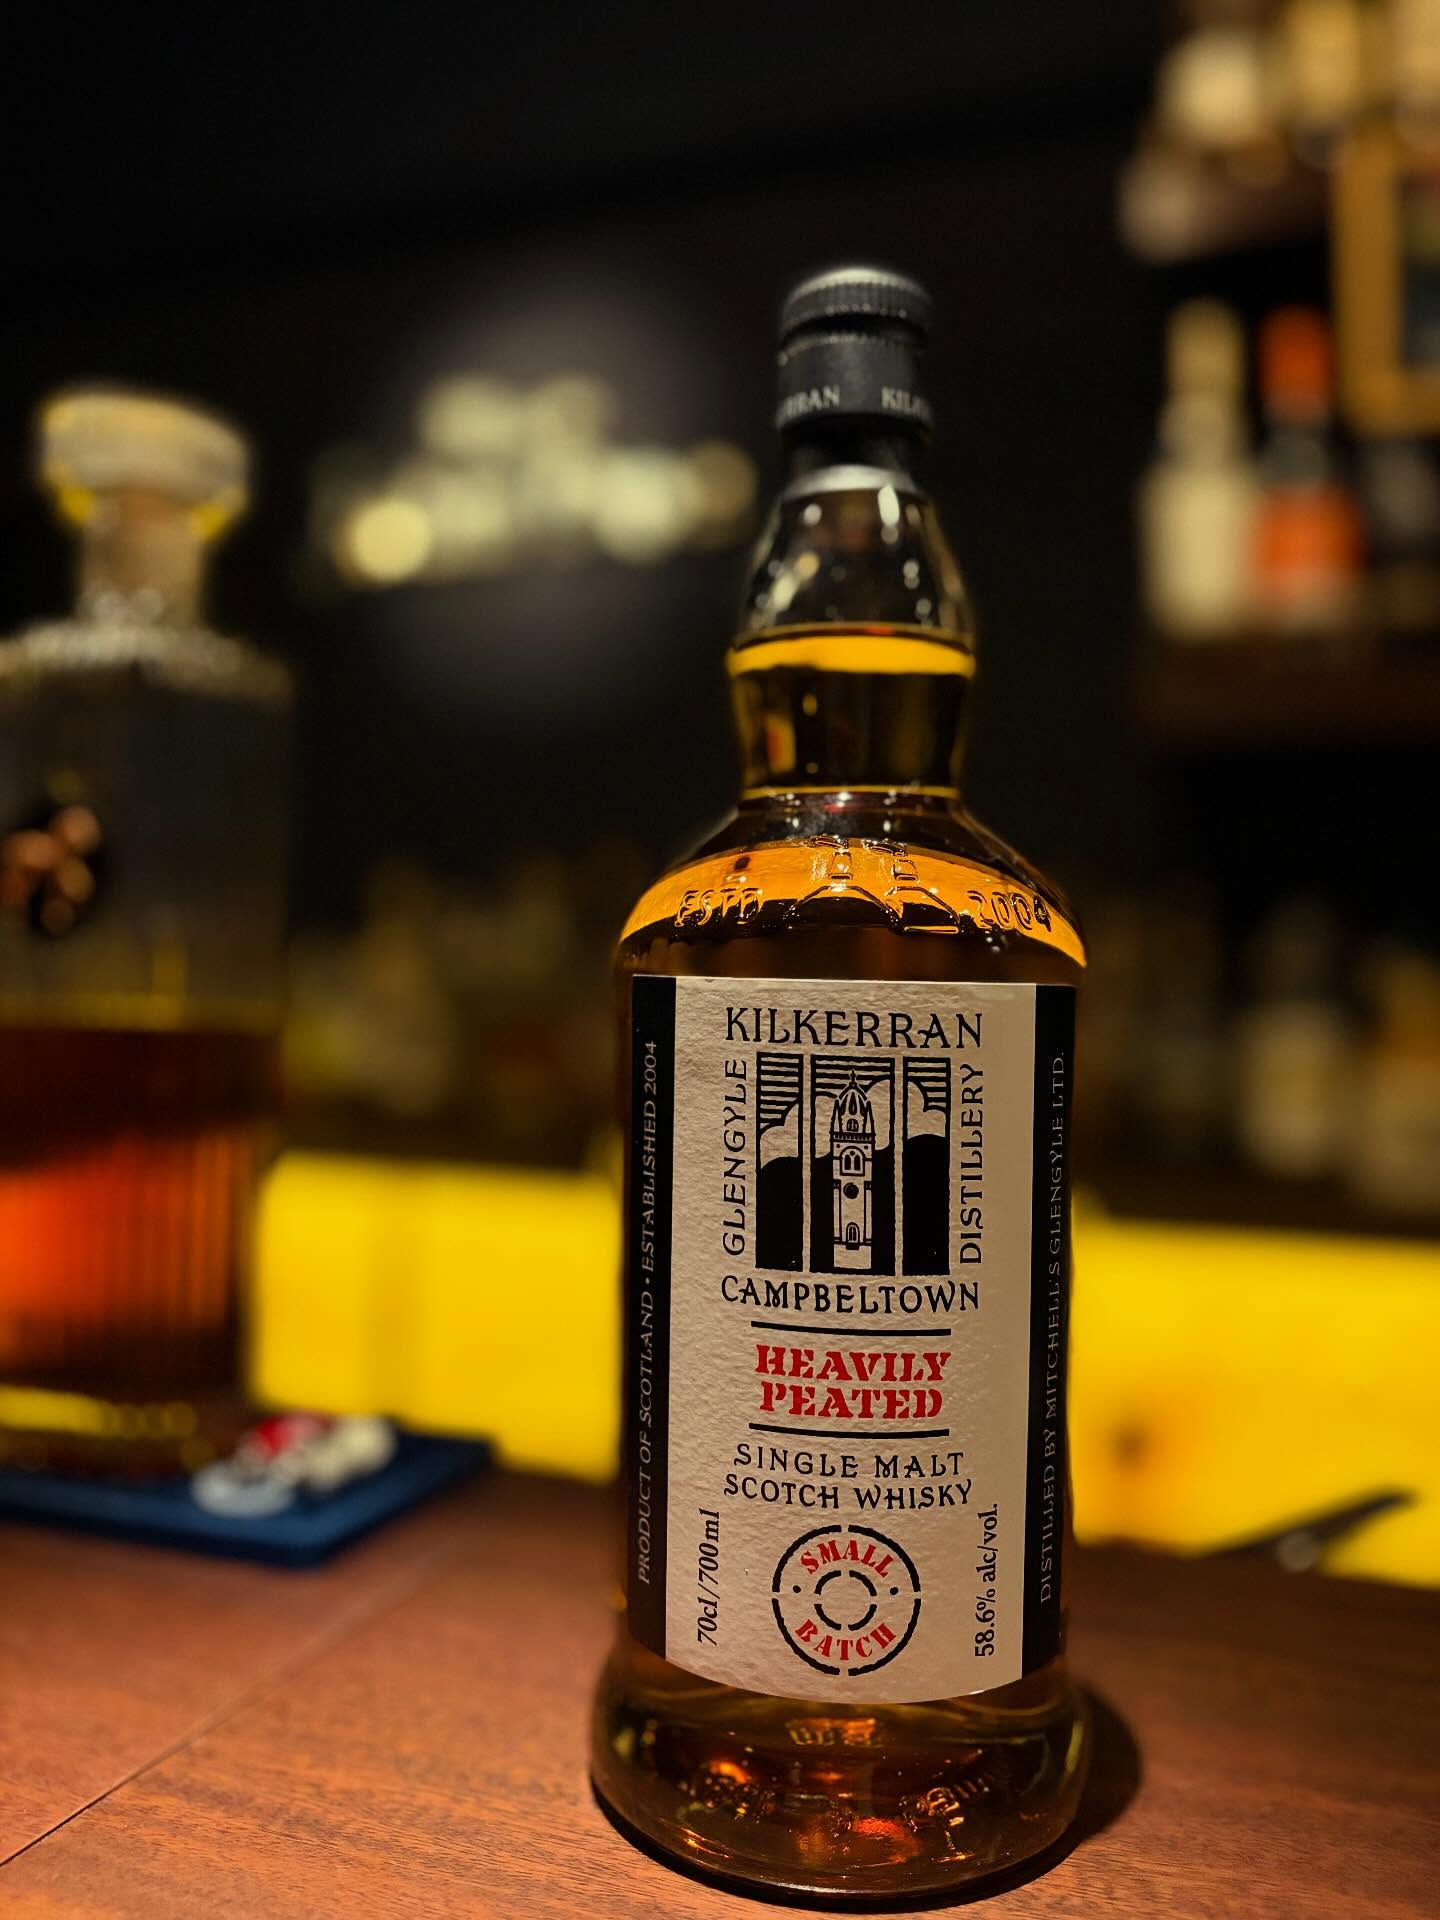 KILKERRAN
ESTD 2004
KILKERRAN
GLENGYLE
DISTILLERY
CAMPBELTOWN
HEAVILY
PEATED
SINGLE MALT
SCOTCH WHISKY
SMALL
BATCH
70cl/700ml
58.6% alc/vol.
PRODUCT OF SCOTLAND • ESTABLISHED 2004
DISTILLED BY MITCHELL'S GLENGYLE LTD.